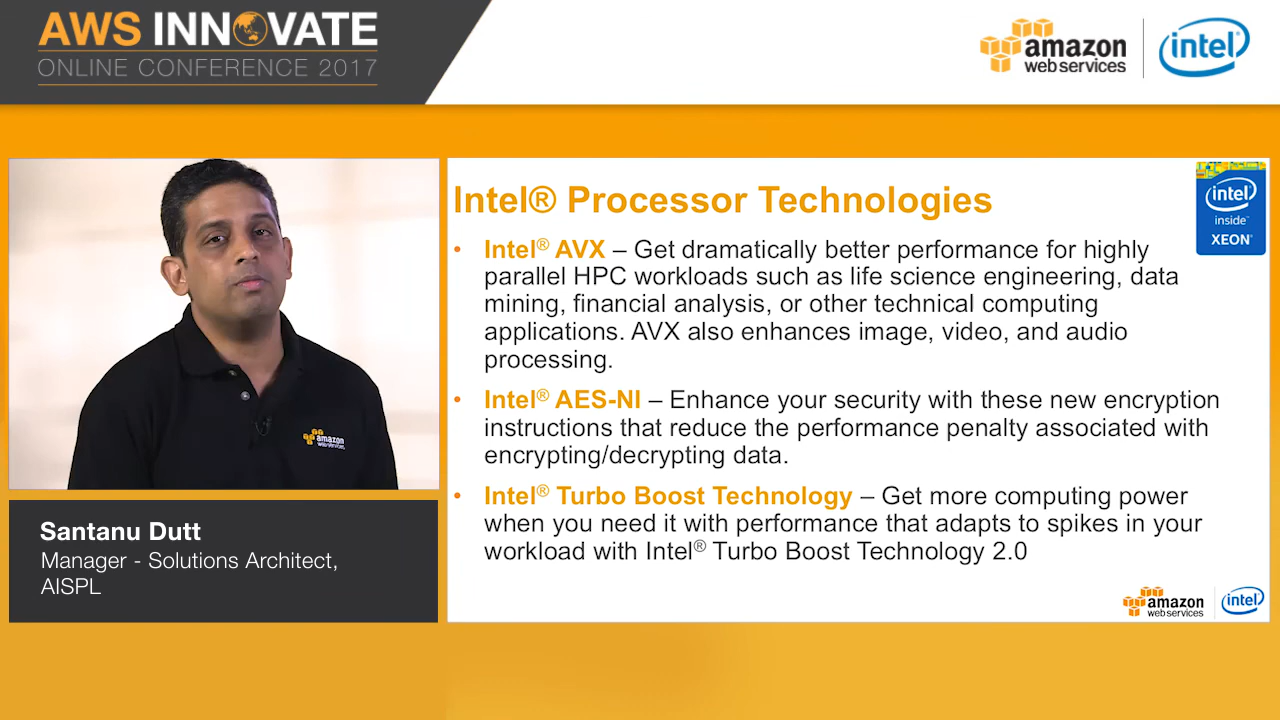 AWS INNOVATE
ONLINE CONFERENCE 2017
amazon
webservices
intel®
Intel® Processor Technologies
intel®
inside™
XEON®
• Intel® AVX – Get dramatically better performance for highly
parallel HPC workloads such as life science engineering, data
mining, financial analysis, or other technical computing
applications. AVX also enhances image, video, and audio
processing.
• Intel® AES-NI – Enhance your security with these new encryption
instructions that reduce the performance penalty associated with
encrypting/decrypting data.
• Intel® Turbo Boost Technology – Get more computing power
when you need it with performance that adapts to spikes in your
workload with Intel® Turbo Boost Technology 2.0
amazon
webservices
Santanu Dutt
Manager - Solutions Architect,
AISPL
amazon
webservices
intel®